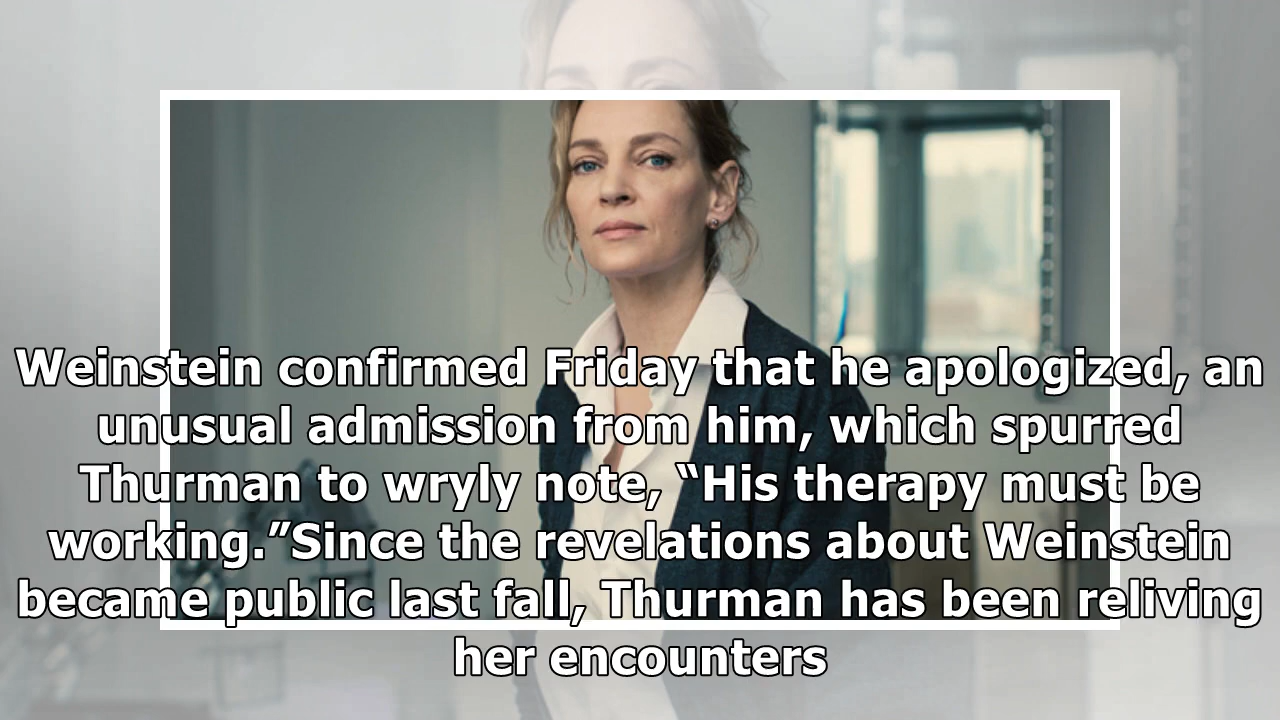 Weinstein confirmed Friday that he apologized, an
unusual admission from him, which spurred
Thurman to wryly note, “His therapy must be
working.”Since the revelations about Weinstein
became public last fall, Thurman has been reliving
her encounters